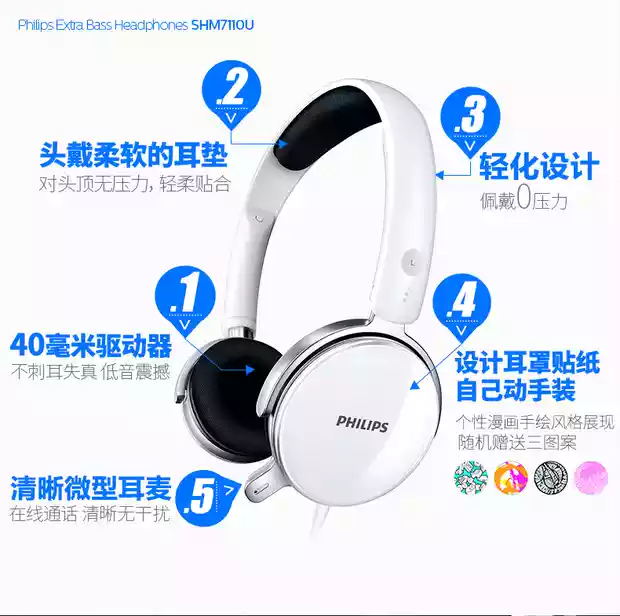 Philips Extra Bass Headphones SHM7110U
.2
头戴柔软的耳垫
对头顶无压力，轻柔贴合
.3
轻化设计
佩戴0压力
.1
40毫米驱动器
不刺耳失真 低音震撼
.4
设计耳罩贴纸
自己动手装
个性漫画手绘风格展现
随机赠送三图案
PHILIPS
L
清晰微型耳麦
在线通话 清晰无干扰
.5